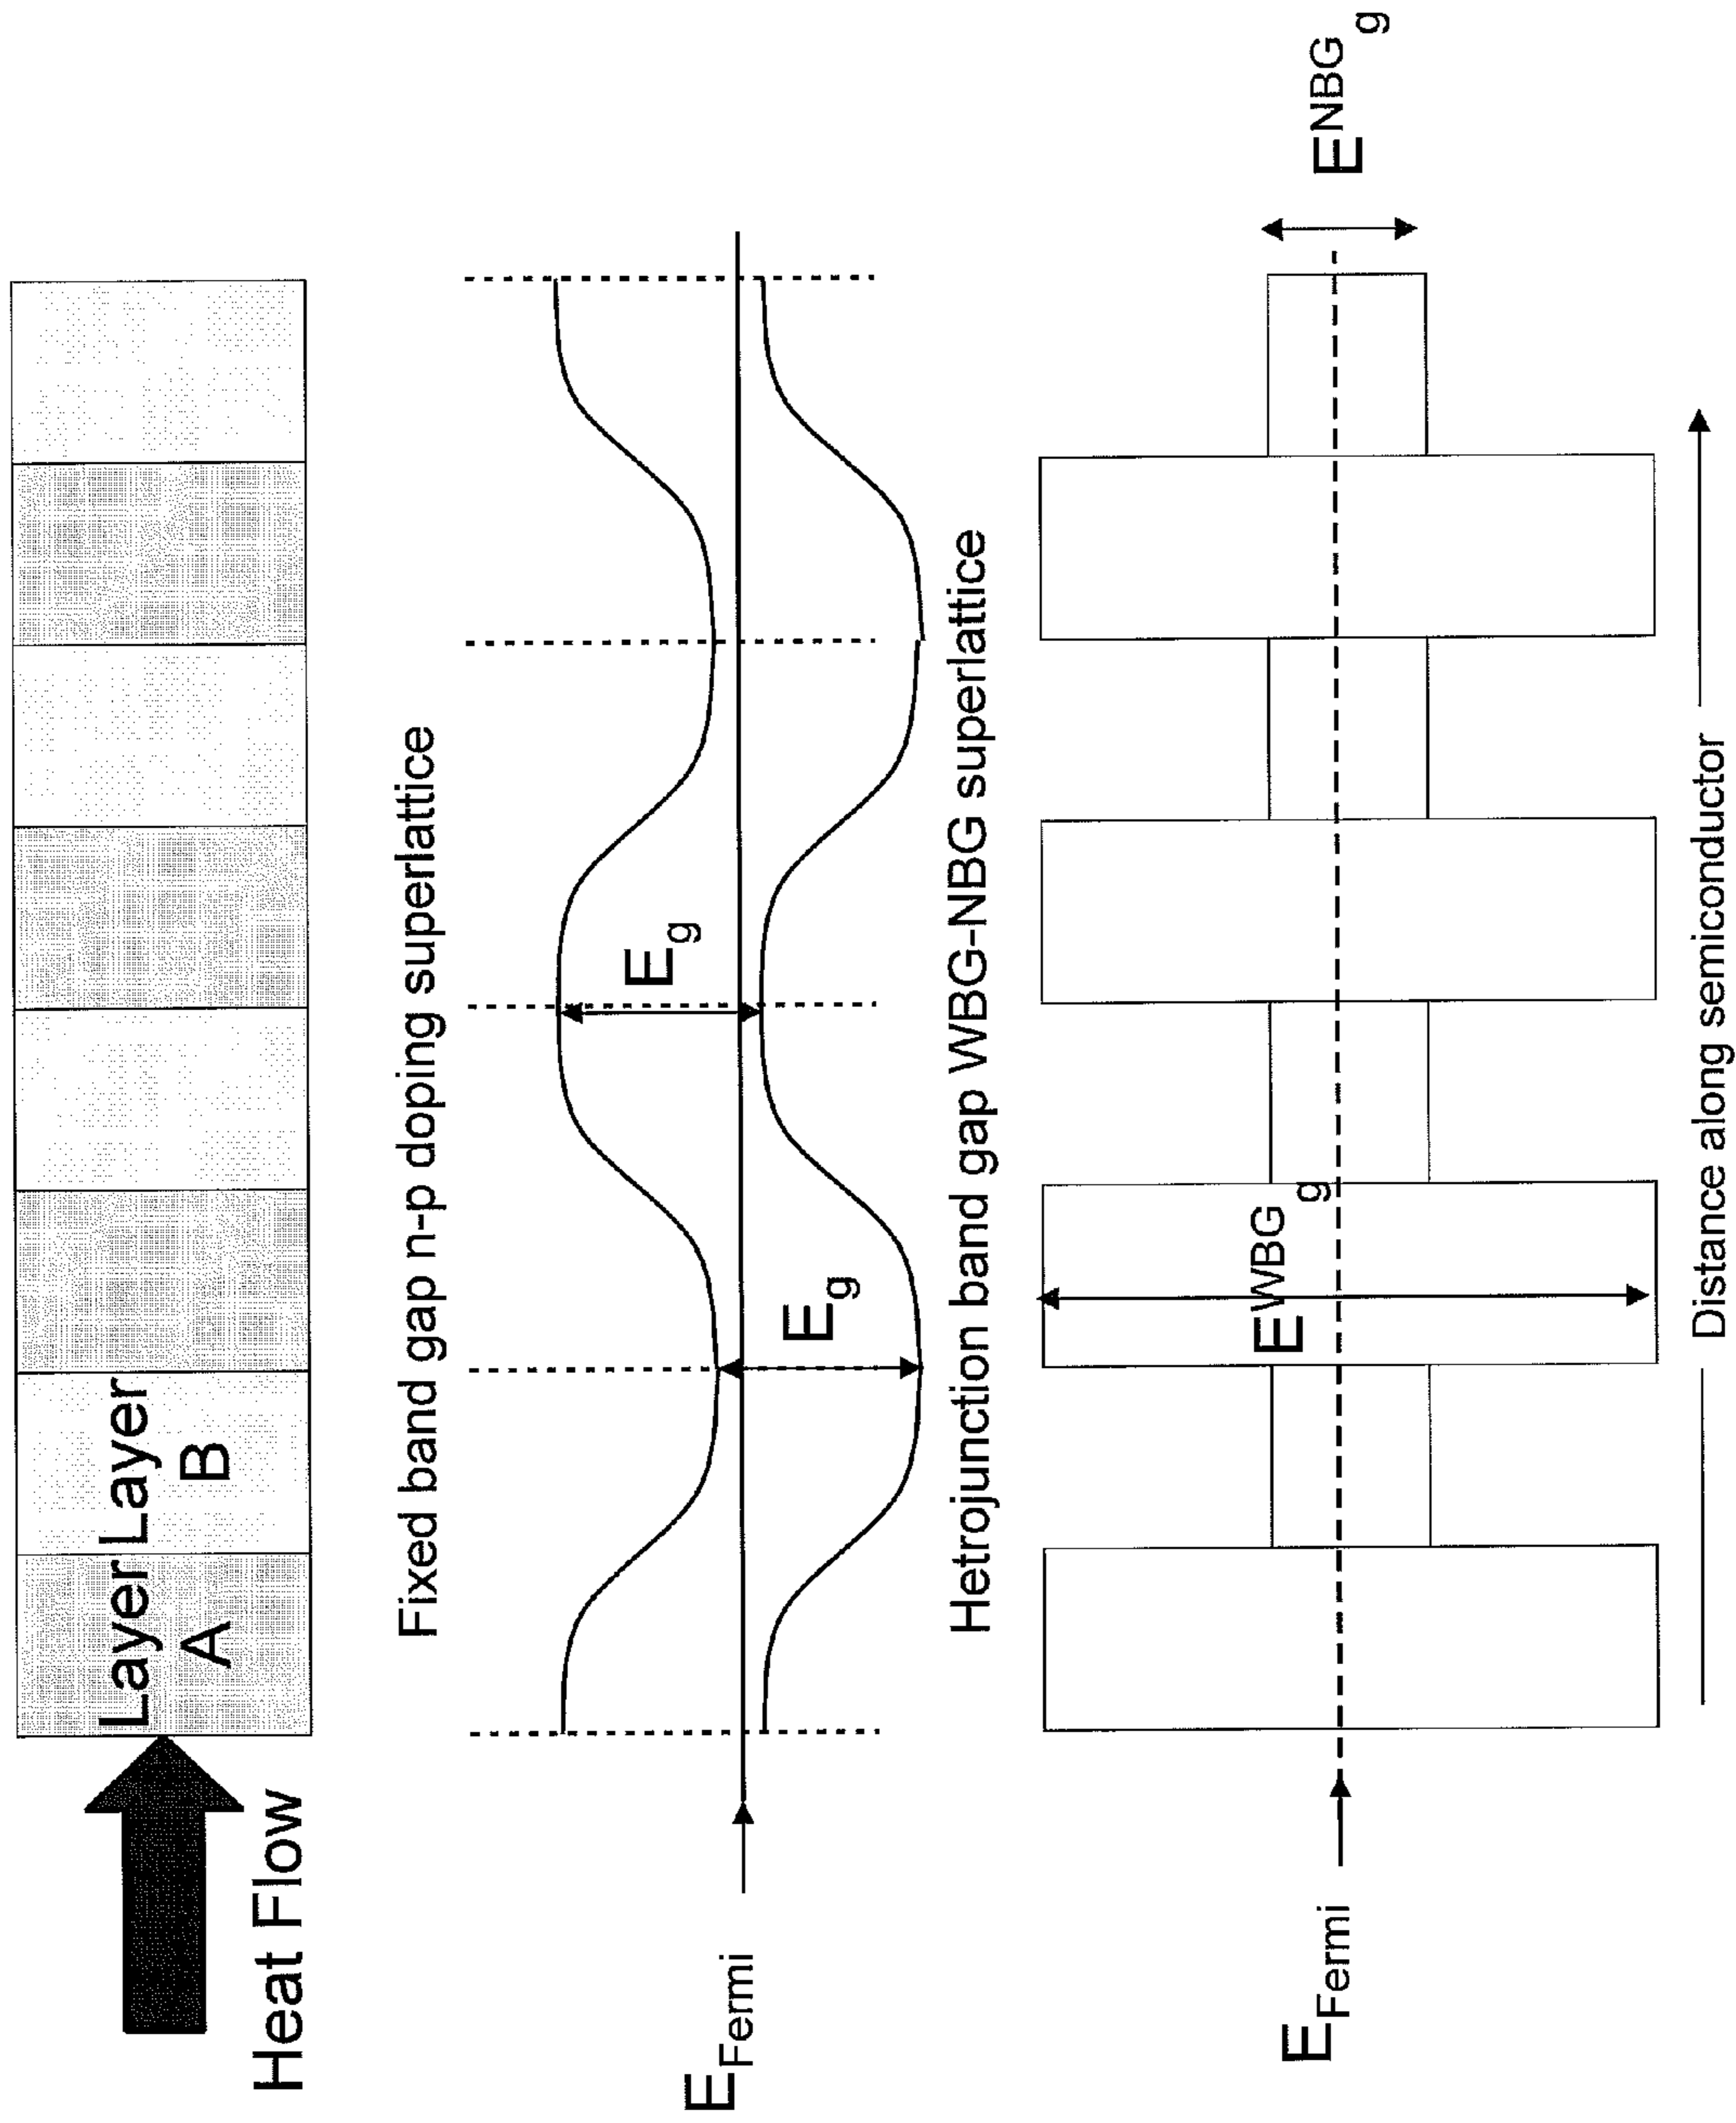 Heat Flow
Layer A
Layer B
Fixed band gap n-p doping superlattice
E_Fermi
E_g
E_g
Hetrojunction band gap WBG-NBG superlattice
E_Fermi
E^WBG_g
E^NBG_g
Distance along semiconductor